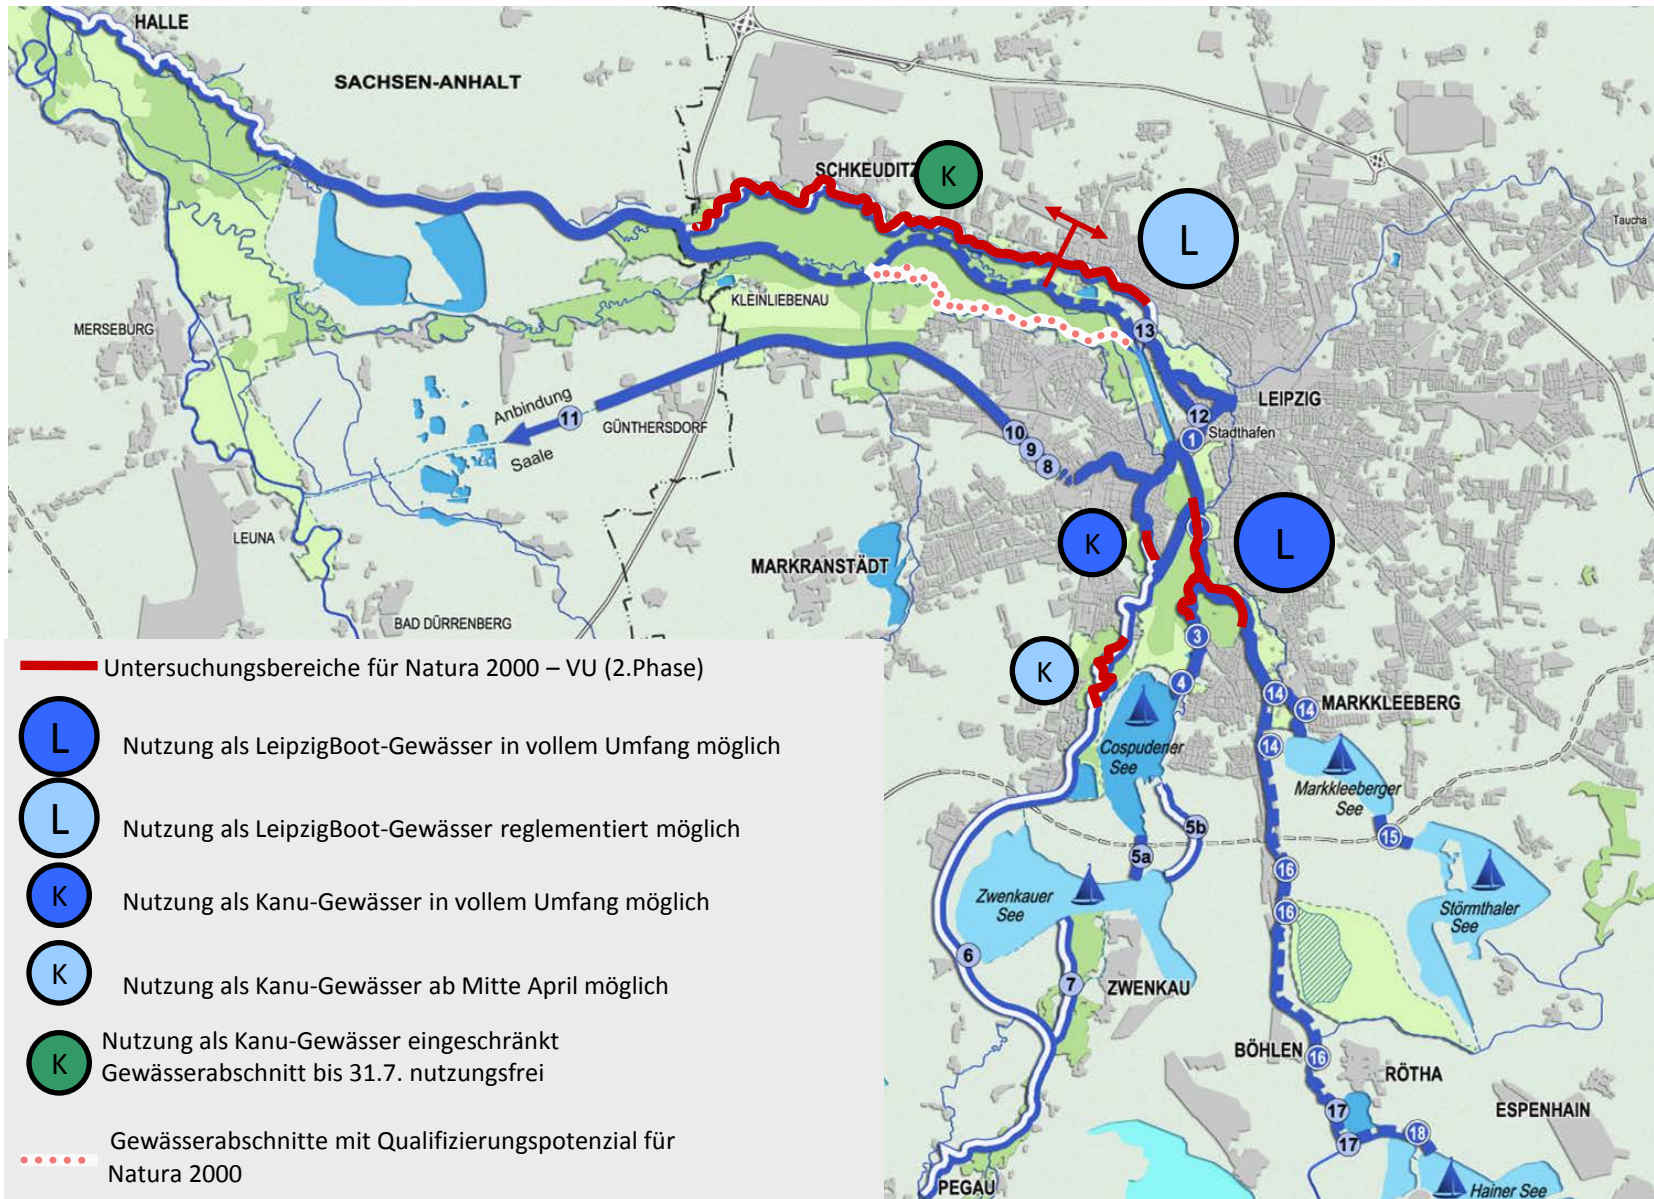 HALLE
SACHSEN-ANHALT
SCHKEUDITZ
K
L
Taucha
KLEINLIEBENAU
MERSEBURG
13
LEIPZIG
Anbindung
11
GÜNTHERSDORF
Saale
12
1
Stadthafen
10
9
8
LEUNA
K
L
MARKRANSTÄDT
BAD DÜRRENBERG
3
K
4
14
14
MARKKLEEBERG
14
Cospudener
See
Markkleeberger
See
5b
15
5a
16
Zwenkauer
See
Störmthaler
See
16
6
7
ZWENKAU
BÖHLEN
16
RÖTHA
ESPENHAIN
17
17
18
PEGAU
Hainer See
Untersuchungsbereiche für Natura 2000 – VU (2.Phase)
L
Nutzung als LeipzigBoot-Gewässer in vollem Umfang möglich
L
Nutzung als LeipzigBoot-Gewässer reglementiert möglich
K
Nutzung als Kanu-Gewässer in vollem Umfang möglich
K
Nutzung als Kanu-Gewässer ab Mitte April möglich
K
Nutzung als Kanu-Gewässer eingeschränkt
Gewässerabschnitt bis 31.7. nutzungsfrei
Gewässerabschnitte mit Qualifizierungspotenzial für
Natura 2000